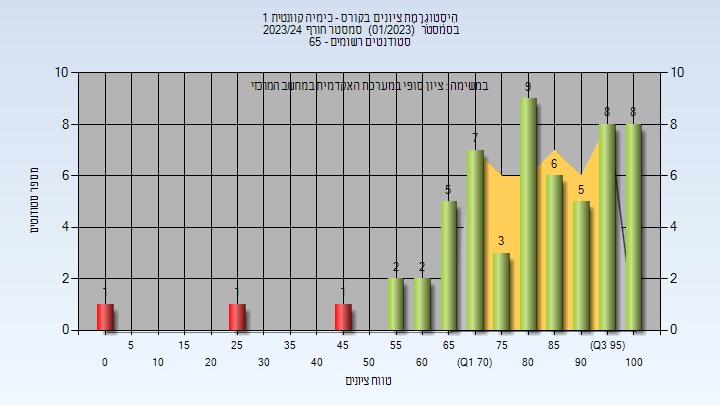 היסטוגרמת ציונים בקורס - כימיה קוונטית 1
בסמסטר (01/2023) סמסטר חורף 2023/24
סטודנטים רשומים - 65
במשימה : ציון סופי במערכת האקדמית במחשב המרכזי
מספר סטודנטים
10 10
8 8
6 6
4 4
2 2
0 0
1 1 1 2 2 5 7 3 9 6 5 8 8
5 15 25 35 45 55 65 75 85 (Q3 95)
0 10 20 30 40 50 60 (Q1 70) 80 90 100
טווח ציונים